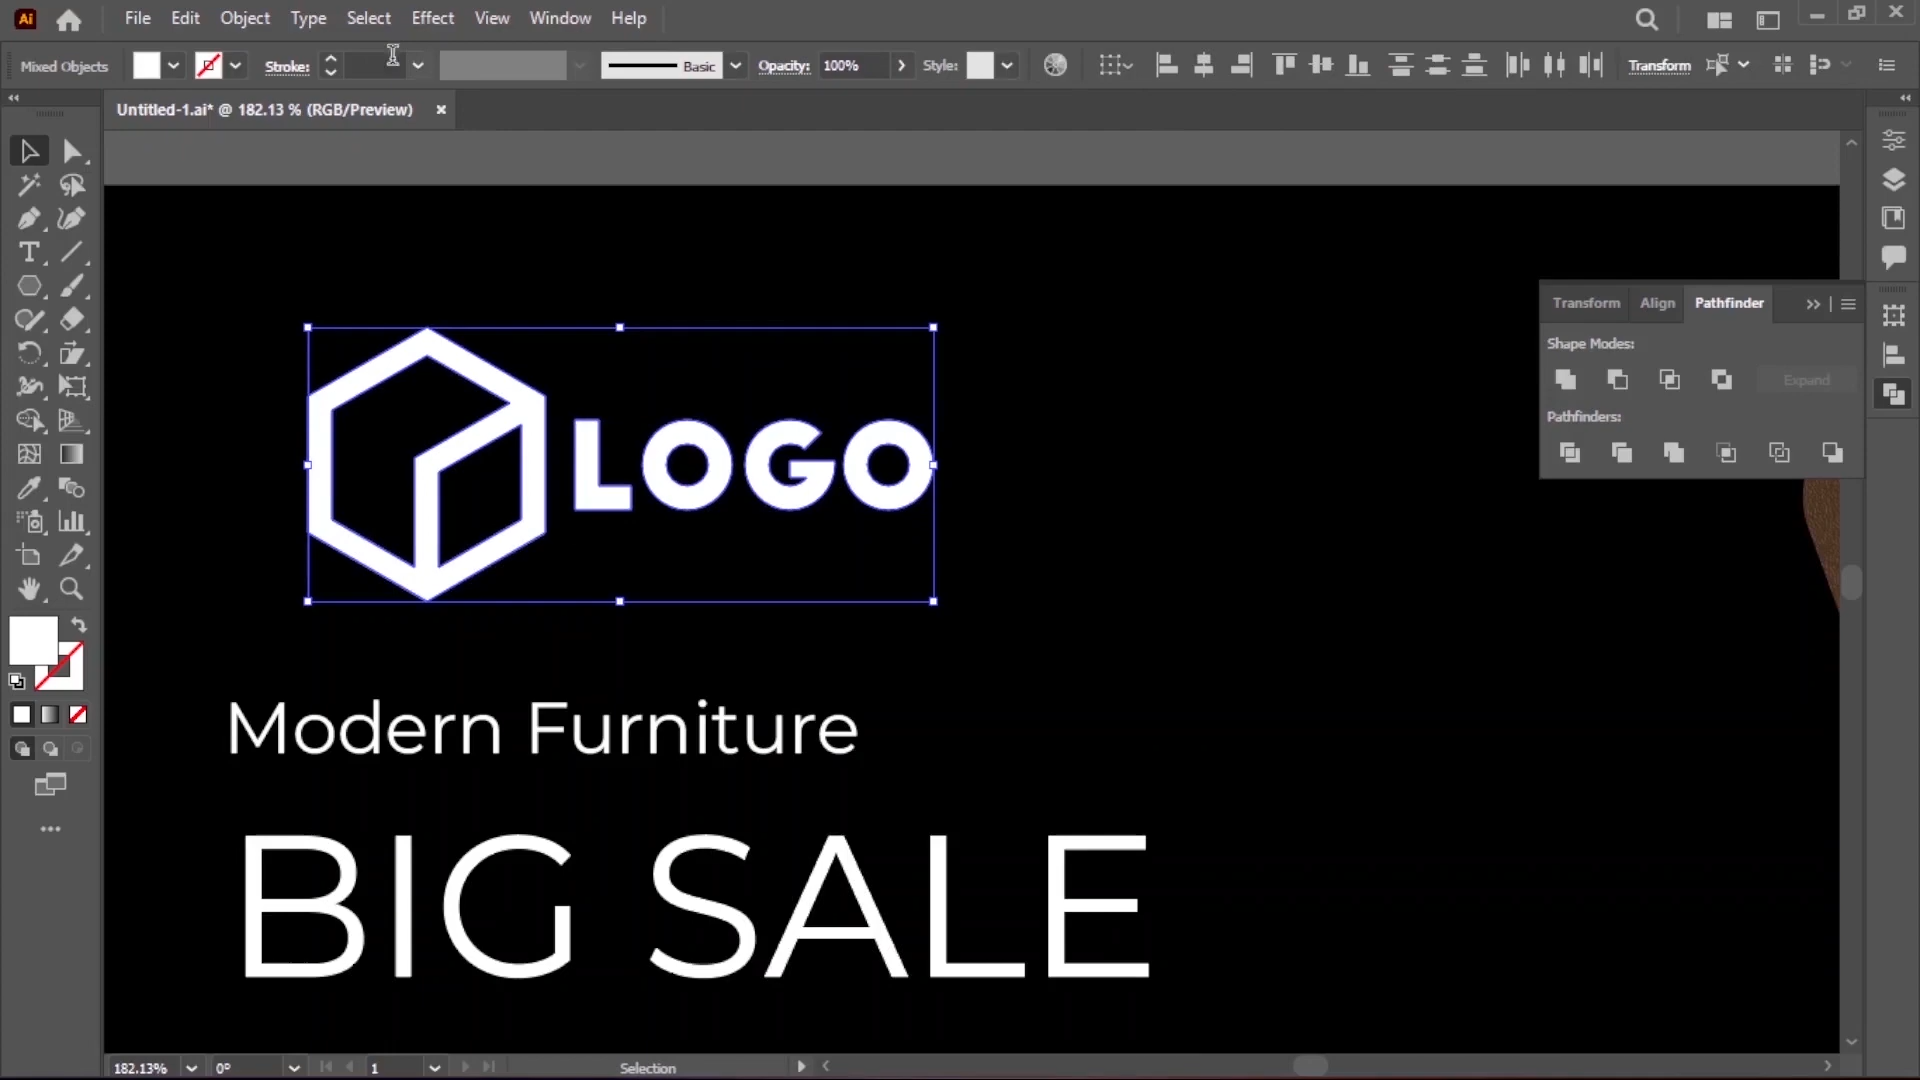 Ai File Edit Object Type Select Effect View Window Help
Mixed Objects Stroke: Basic Opacity: 100% Style: Transform
Untitled-1.ai* @ 182.13 % (RGB/Preview) ×
Transform Align Pathfinder
Shape Modes:
Expand
Pathfinders:
LOGO
Modern Furniture
BIG SALE
182.13% 0° 1 Selection